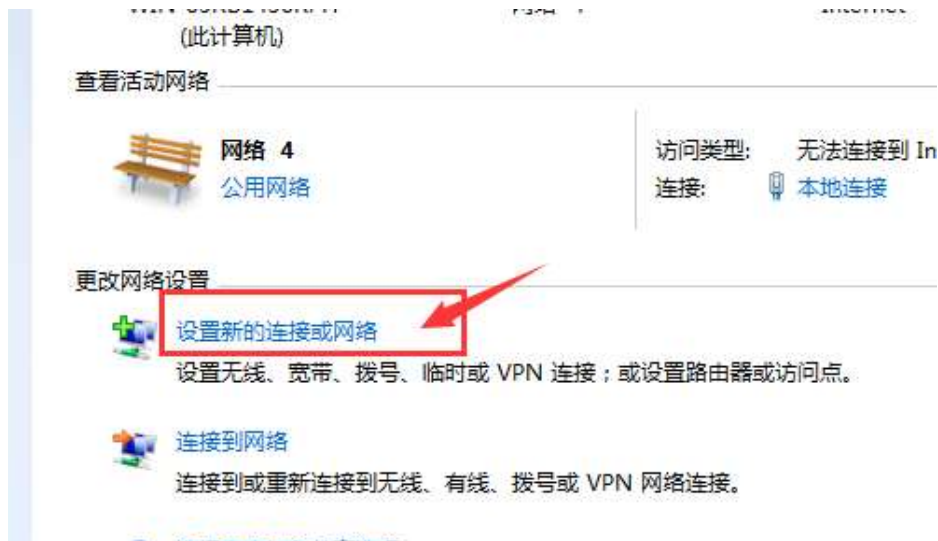 (此计算机)
查看活动网络
网络 4
访问类型: 无法连接到 In
公用网络
连接: 本地连接
更改网络设置
设置新的连接或网络
设置无线、宽带、拨号、临时或 VPN 连接；或设置路由器或访问点。
连接到网络
连接到或重新连接到无线、有线、拨号或 VPN 网络连接。